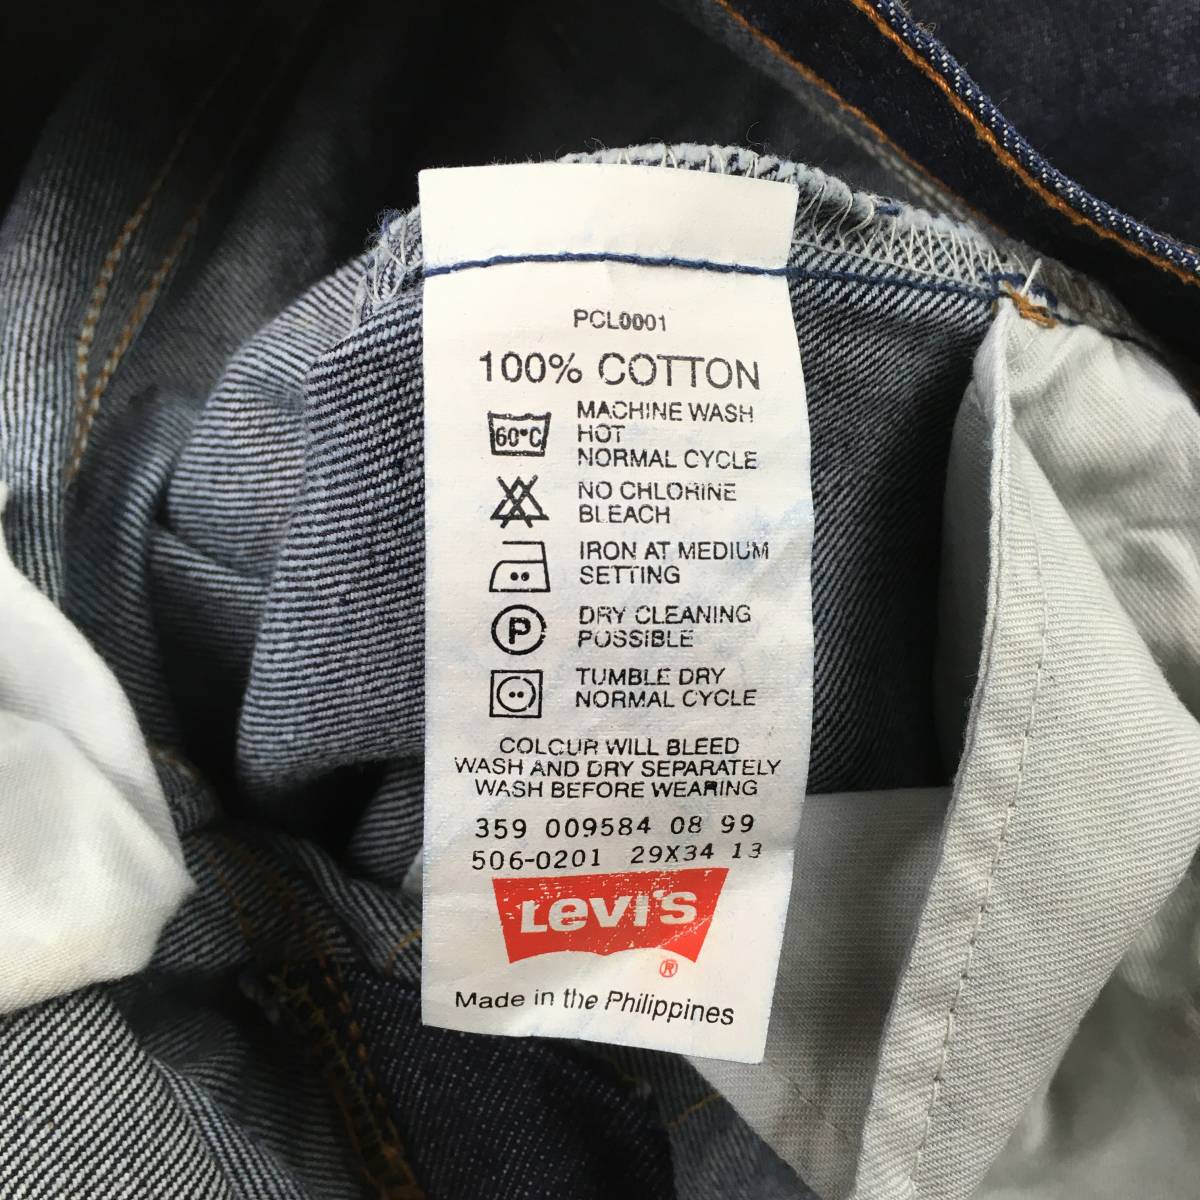 PCL0001
100% COTTON
60°C
MACHINE WASH
HOT
NORMAL CYCLE
NO CHLORINE
BLEACH
IRON AT MEDIUM
SETTING
P
DRY CLEANING
POSSIBLE
TUMBLE DRY
NORMAL CYCLE
COLOUR WILL BLEED
WASH AND DRY SEPARATELY
WASH BEFORE WEARING
359 009584 08 99
506-0201 29X34 13
Levi's
®
Made in the Philippines